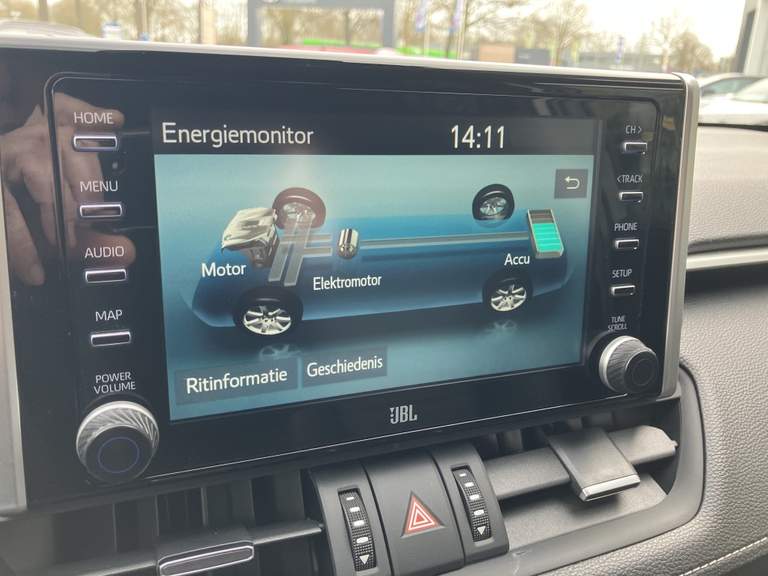 HOME
MENU
AUDIO
MAP
POWER
VOLUME
Energiemonitor 14:11
Motor
Elektromotor
Accu
Ritinformatie Geschiedenis
CH >
< TRACK
PHONE
SETUP
TUNE
SCROLL
JBL